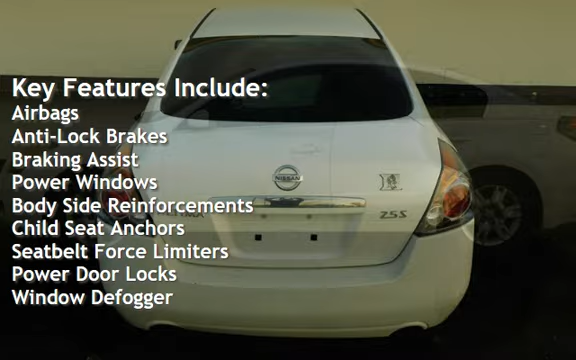 Key Features Include:
Airbags
Anti-Lock Brakes
Braking Assist
Power Windows
Body Side Reinforcements
Child Seat Anchors
Seatbelt Force Limiters
Power Door Locks
Window Defogger
NISSAN
2.5 S